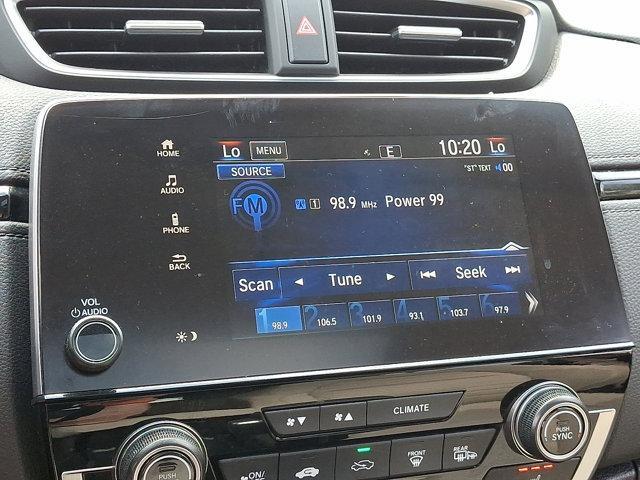 HOME
AUDIO
PHONE
BACK
VOL
AUDIO
Lo MENU E 10:20 Lo
SOURCE "ST" TEXT 00
FM 1 98.9 MHz Power 99
Scan Tune Seek
1 98.9 2 106.5 3 101.9 4 93.1 5 103.7 6 97.9
CLIMATE
PUSH SYNC
ON/ FRONT REAR
PUSH